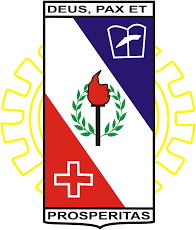 DEUS, PAX ET
PROSPERITAS